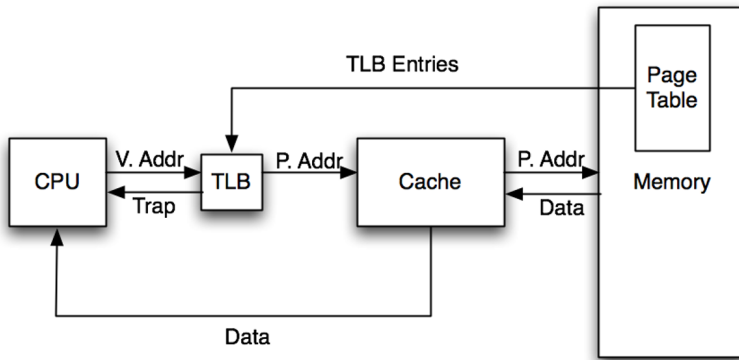 TLB Entries
Page
Table
V. Addr
P. Addr
P. Addr
CPU
TLB
Cache
Memory
Trap
Data
Data